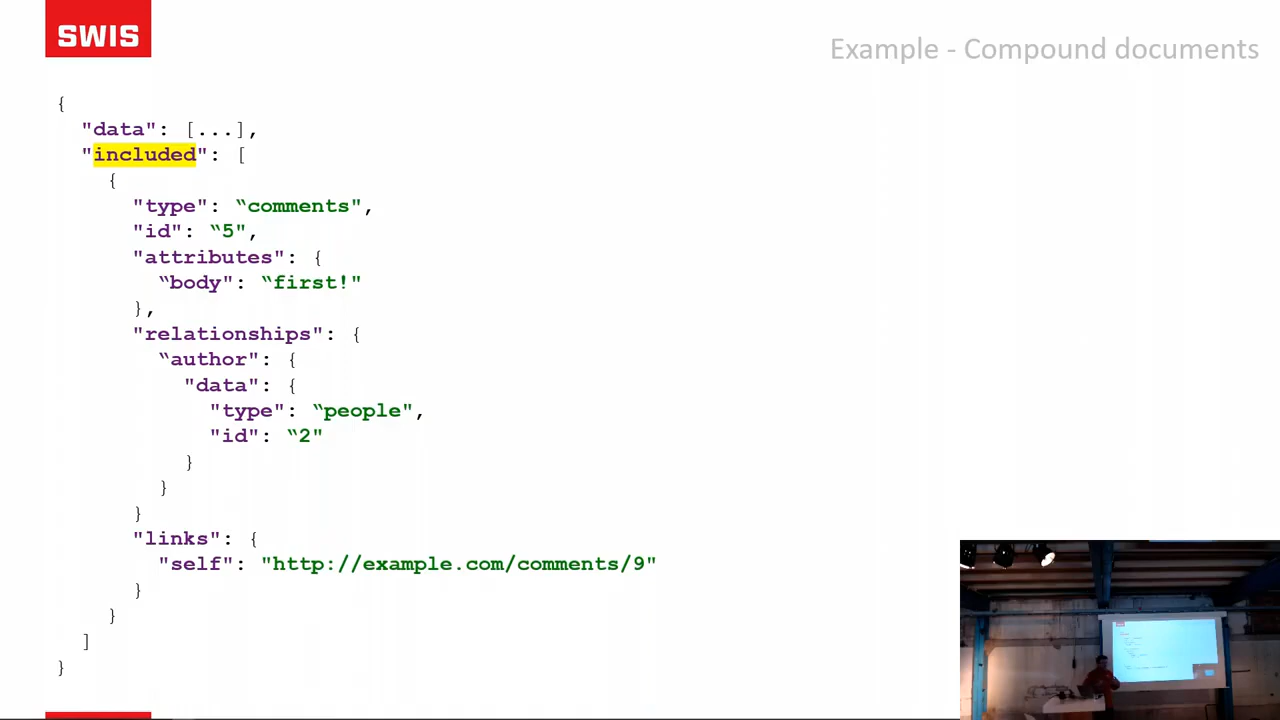 SWIS
Example - Compound documents
{
"data": [...],
"included": [
{
"type": “comments",
"id": “5",
"attributes": {
“body": “first!"
},
"relationships": {
“author": {
"data": {
"type": “people",
"id": “2"
}
}
}
"links": {
"self": "http://example.com/comments/9"
}
}
]
}